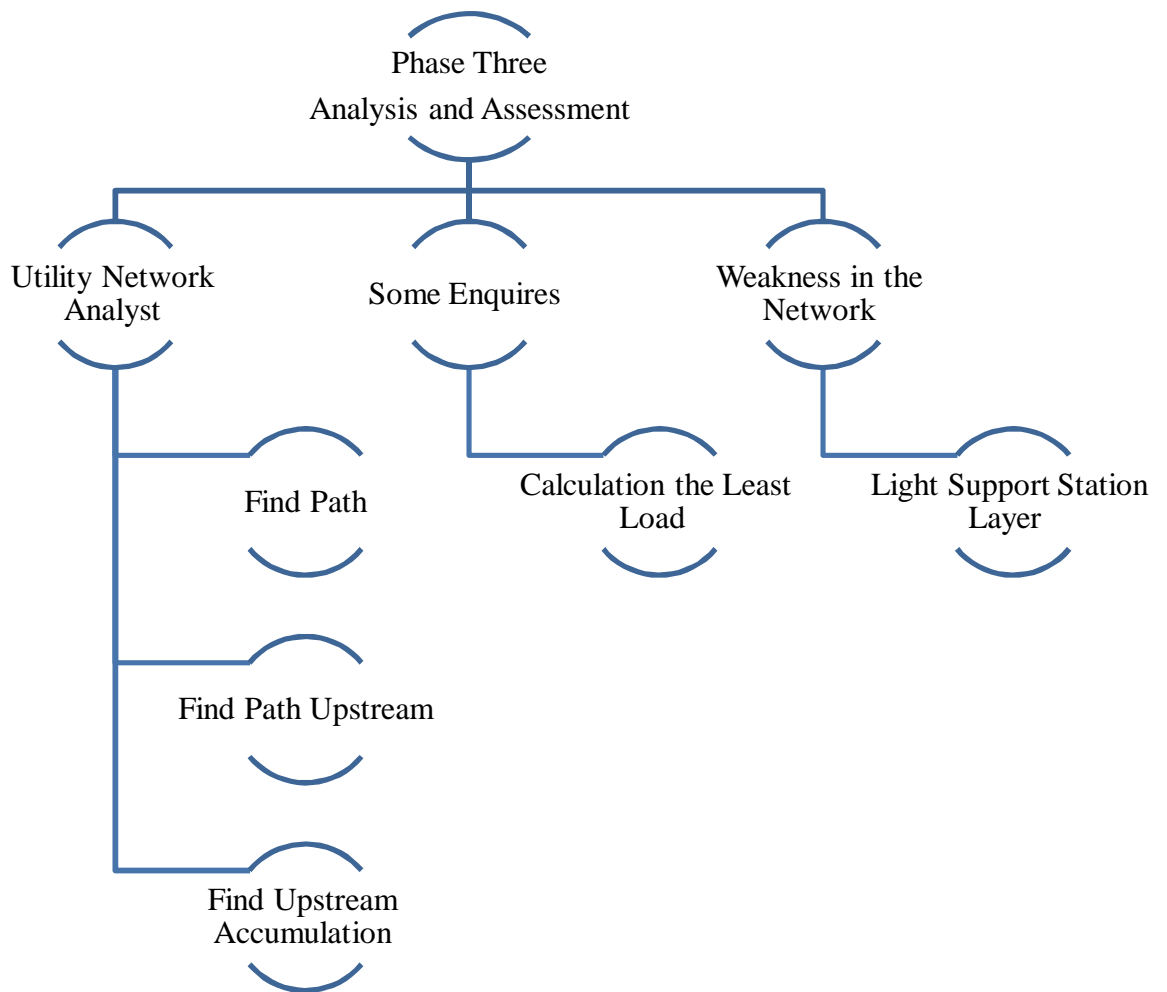 Phase Three
Analysis and Assessment
Utility Network
Analyst
Some Enquires
Weakness in the
Network
Find Path
Calculation the Least
Load
Light Support Station
Layer
Find Path Upstream
Find Upstream
Accumulation